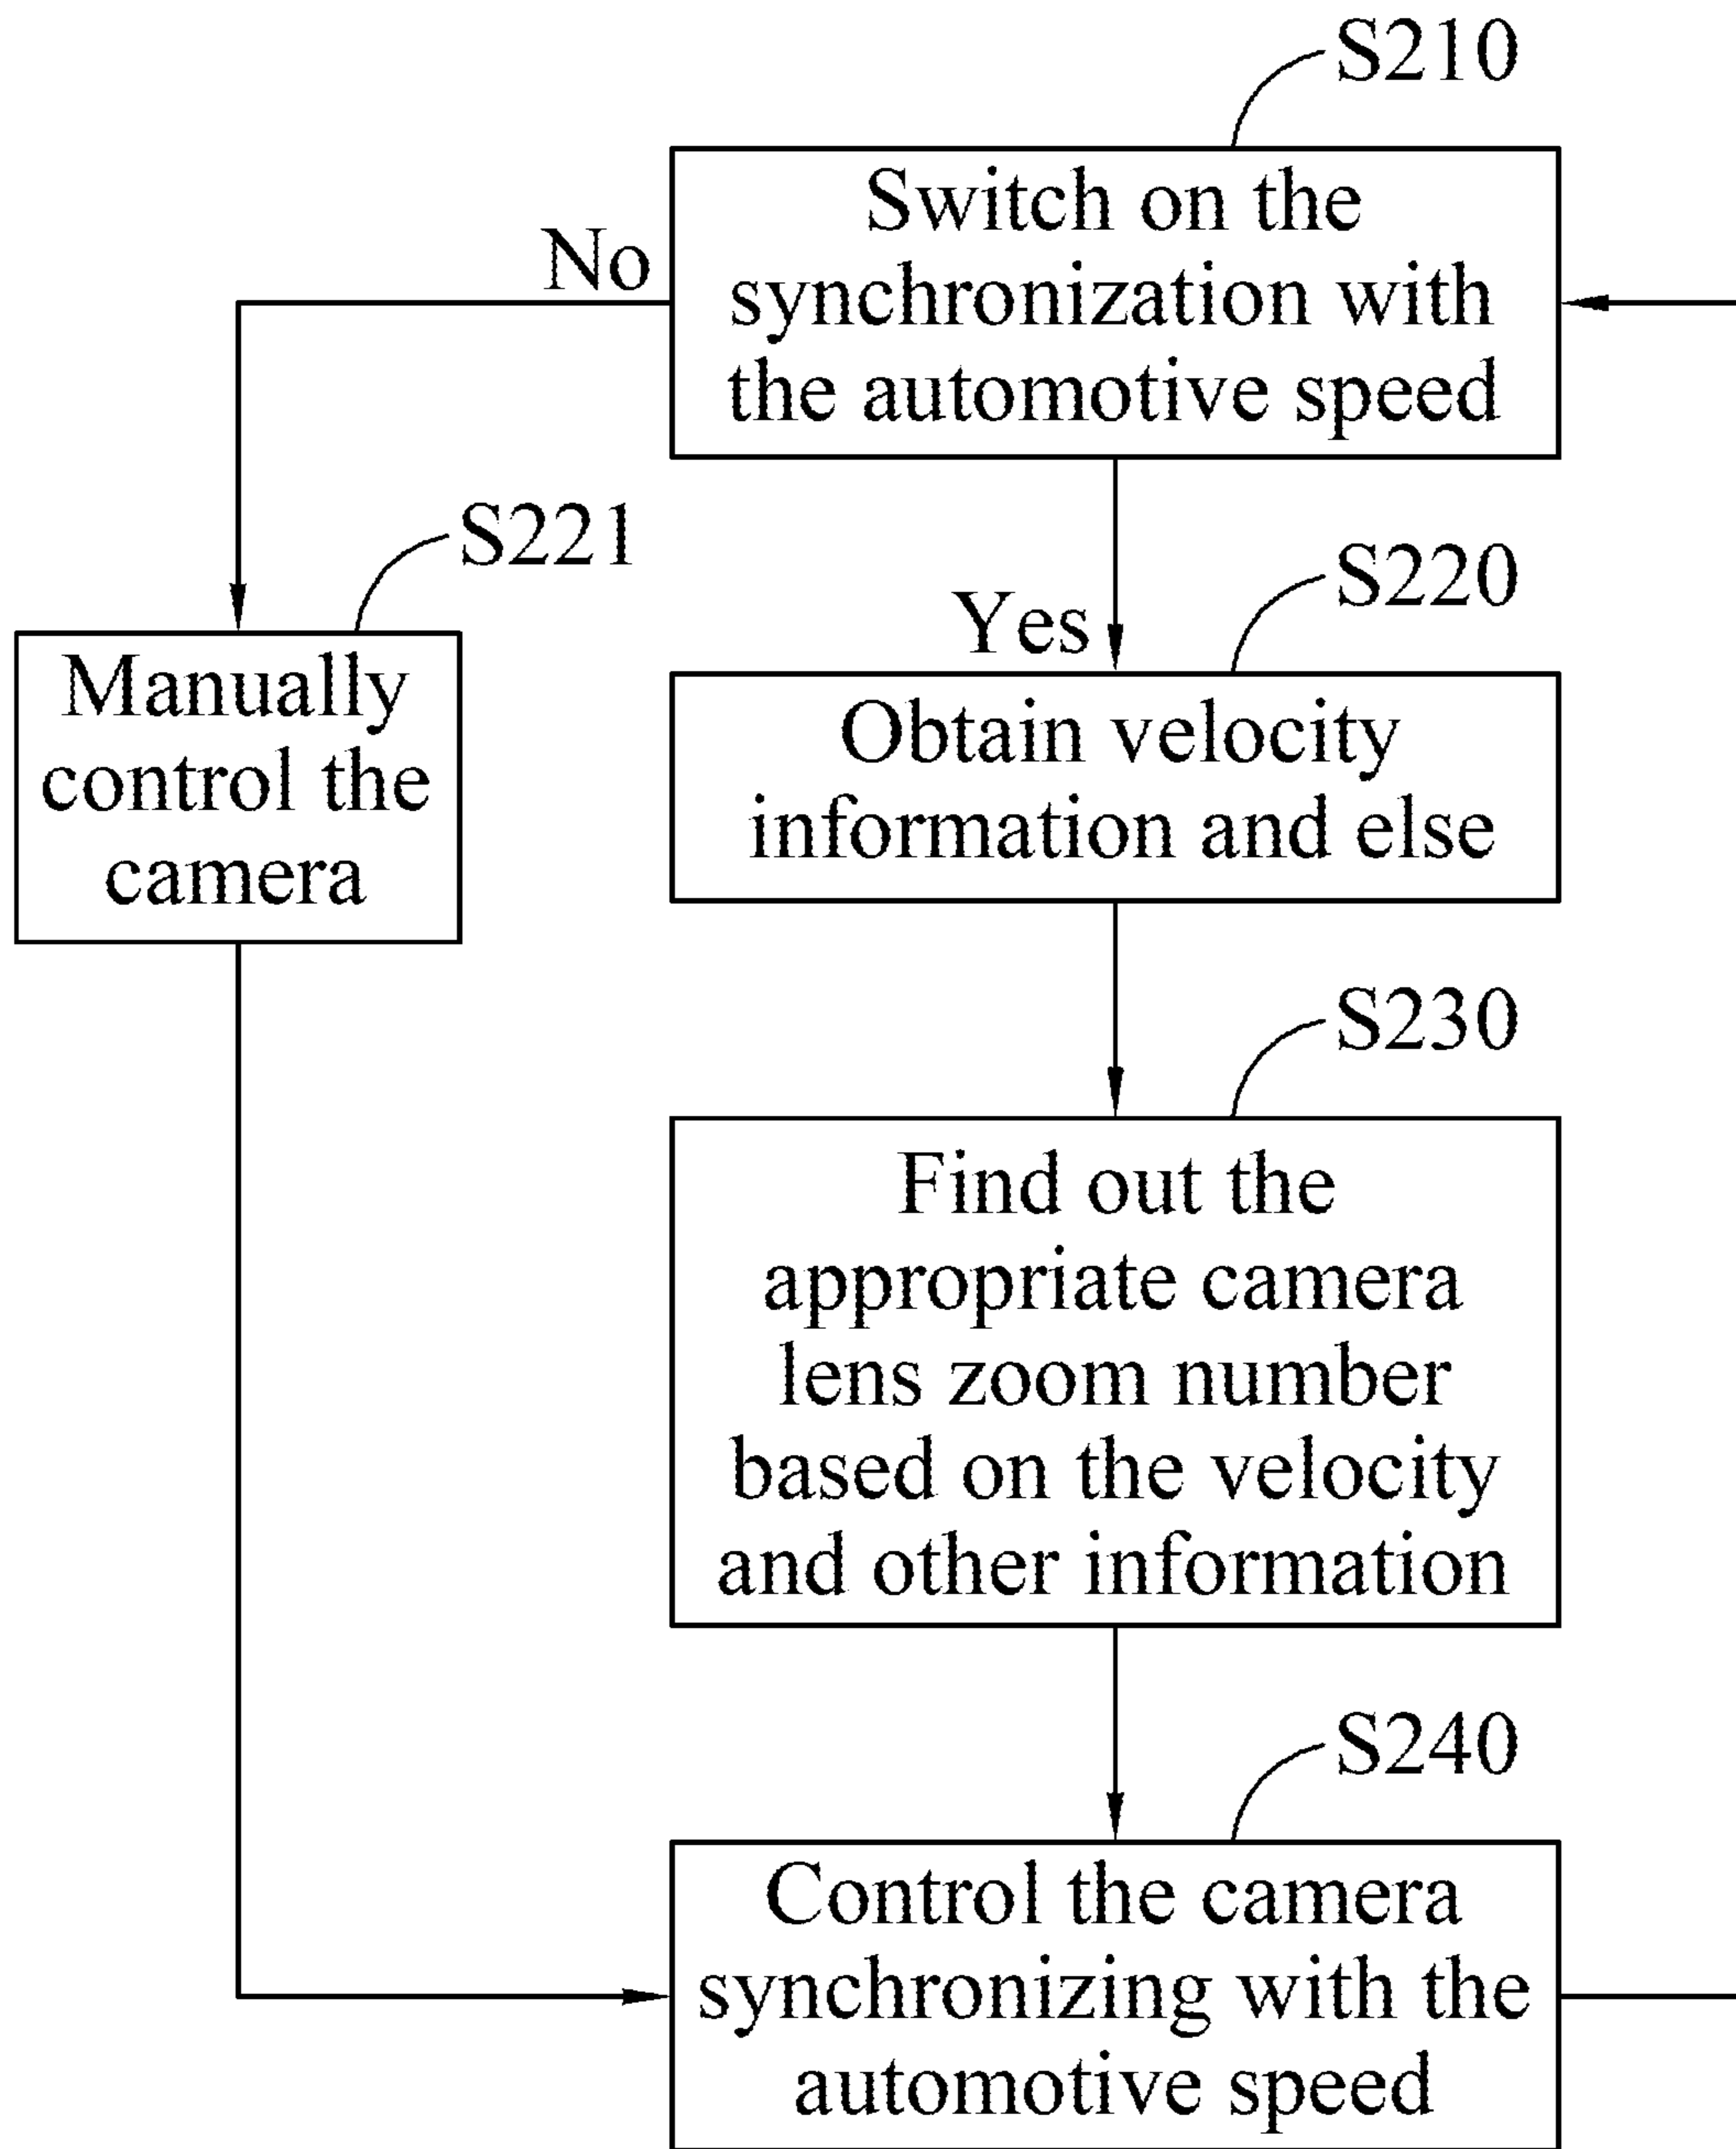 S210
Switch on the
synchronization with
the automotive speed
No
S221
Manually
control the
camera
Yes
S220
Obtain velocity
information and else
S230
Find out the
appropriate camera
lens zoom number
based on the velocity
and other information
S240
Control the camera
synchronizing with the
automotive speed